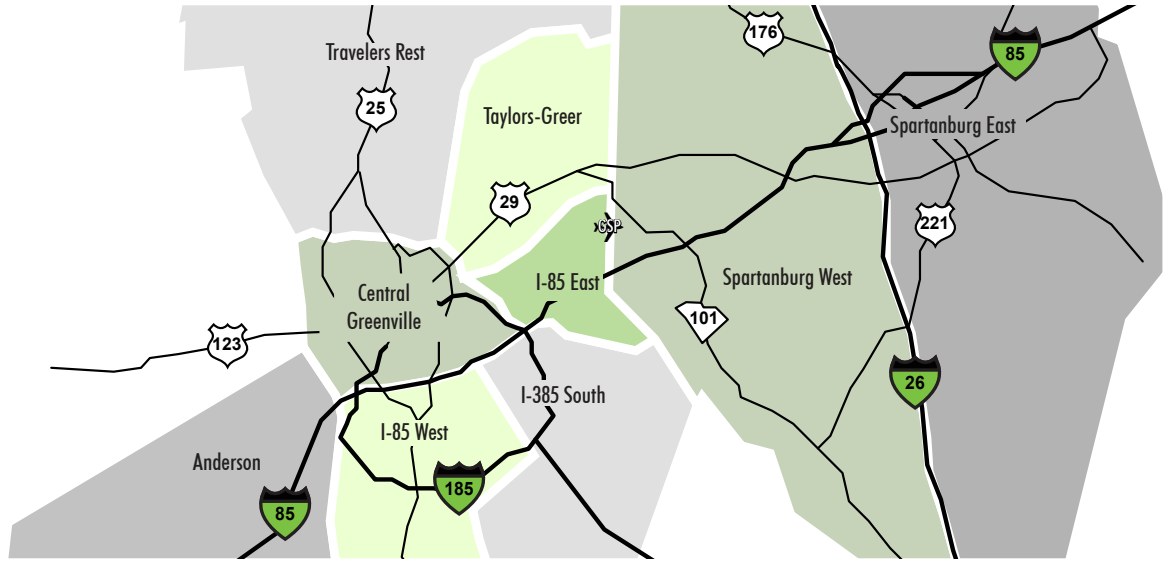 176
85
Travelers Rest
25
Taylors-Greer
Spartanburg East
29
GSP
221
I-85 East
Spartanburg West
Central
Greenville
101
123
26
I-385 South
I-85 West
Anderson
185
85